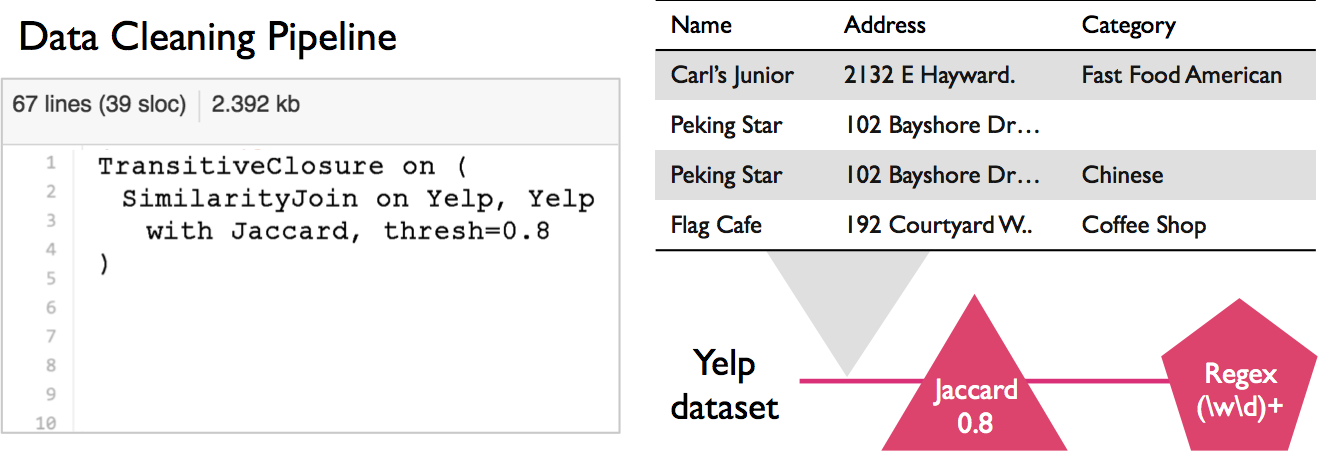 Data Cleaning Pipeline
67 lines (39 sloc) 2.392 kb
1 TransitiveClosure on (
2 SimilarityJoin on Yelp, Yelp
3 with Jaccard, thresh=0.8
4 )
5
6
7
8
9
10
Name Address Category
Carl's Junior 2132 E Hayward. Fast Food American
Peking Star 102 Bayshore Dr…
Peking Star 102 Bayshore Dr… Chinese
Flag Cafe 192 Courtyard W.. Coffee Shop
Yelp
dataset
Jaccard
0.8
Regex
(\w\d)+